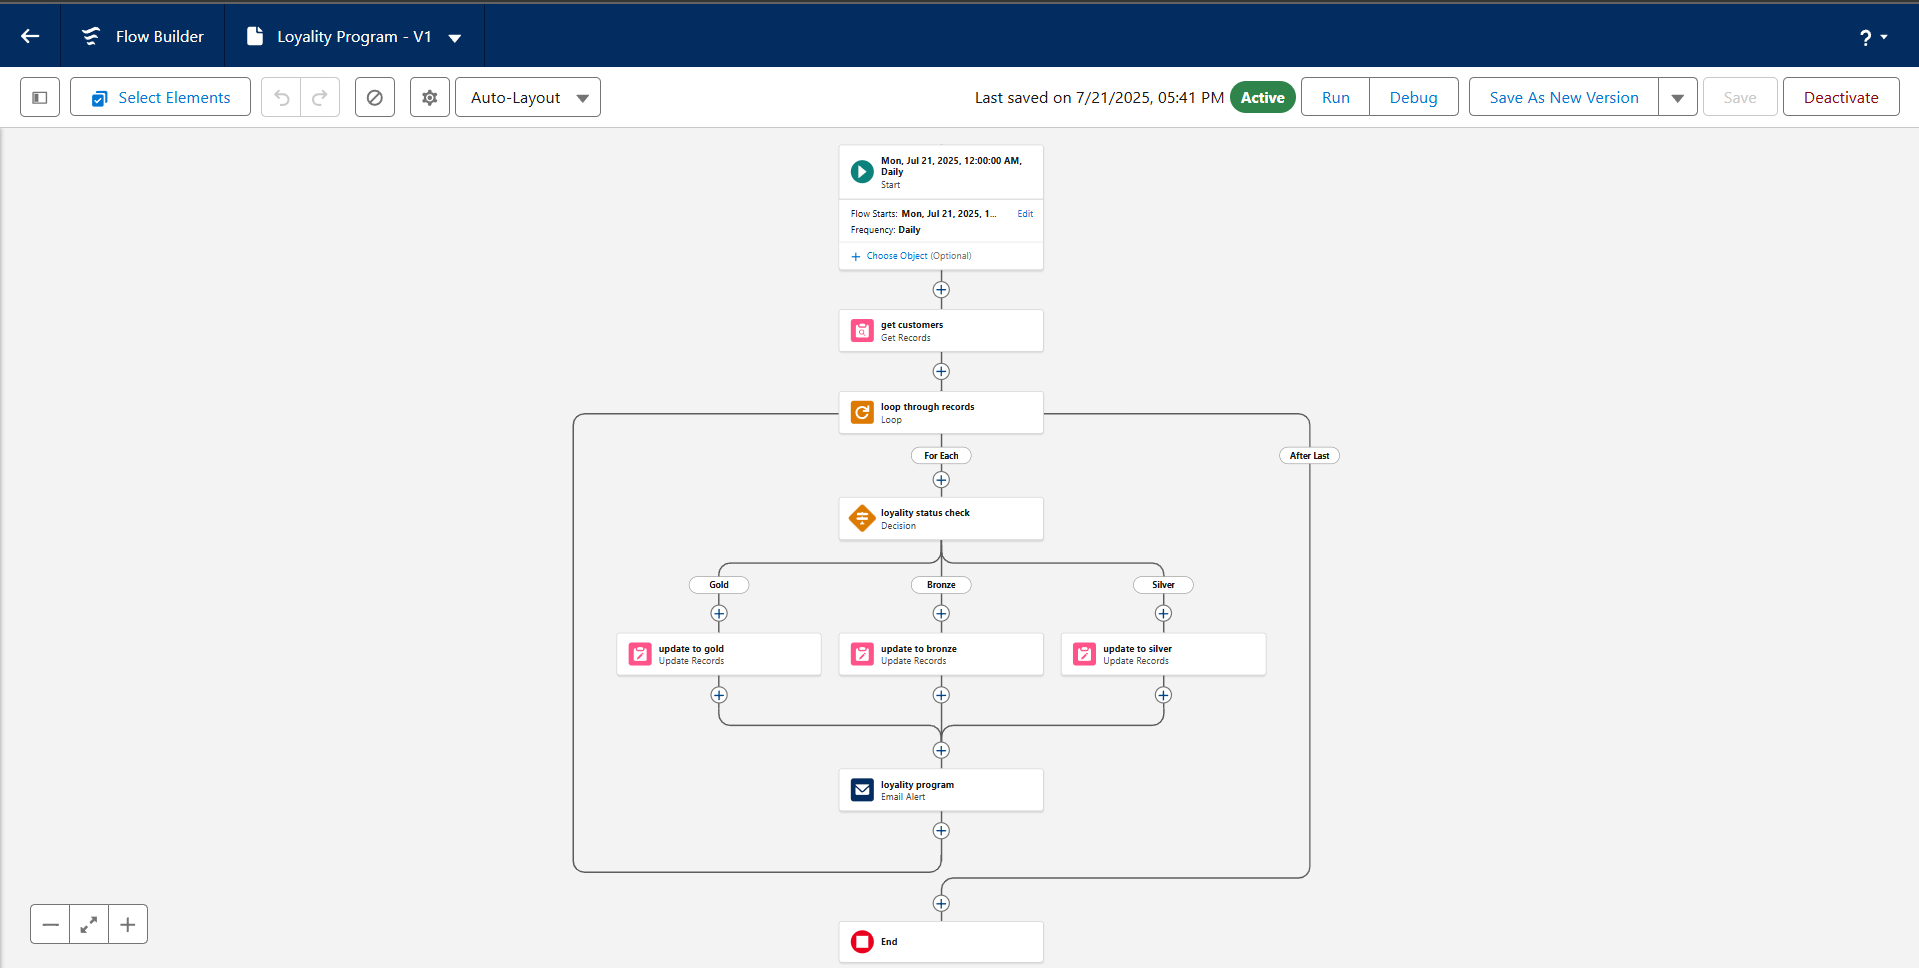 Flow Builder
Loyality Program - V1
?
Select Elements
Auto-Layout
Last saved on 7/21/2025, 05:41 PM
Active
Run
Debug
Save As New Version
Save
Deactivate
Mon, Jul 21, 2025, 12:00:00 AM,
Daily
Start
Flow Starts: Mon, Jul 21, 2025, 1...
Edit
Frequency: Daily
+ Choose Object (Optional)
get customers
Get Records
loop through records
Loop
For Each
After Last
loyality status check
Decision
Gold
Bronze
Silver
update to gold
Update Records
update to bronze
Update Records
update to silver
Update Records
loyality program
Email Alert
End